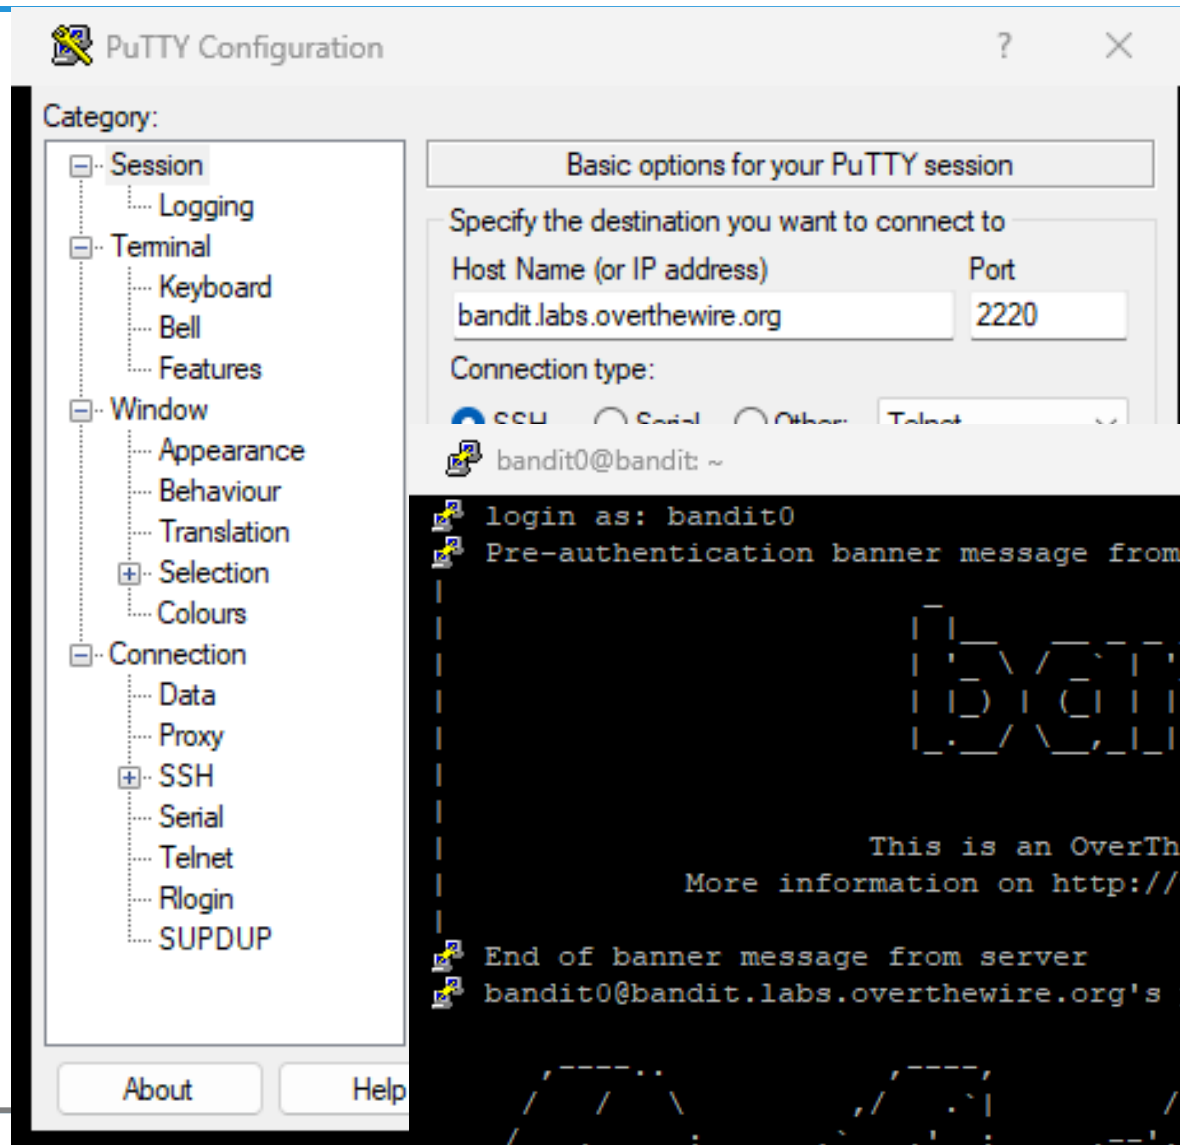 PuTTY Configuration
?
Category:
Session
Logging
Terminal
Keyboard
Bell
Features
Window
Appearance
Behaviour
Translation
Selection
Colours
Connection
Data
Proxy
SSH
Serial
Telnet
Rlogin
SUPDUP
About
Help
Basic options for your PuTTY session
Specify the destination you want to connect to
Host Name (or IP address) Port
bandit.labs.overthewire.org 2220
Connection type:
SSH Serial Other: Telnet
bandit0@bandit: ~
login as: bandit0
Pre-authentication banner message from
This is an OverTh
More information on http://
End of banner message from server
bandit0@bandit.labs.overthewire.org's